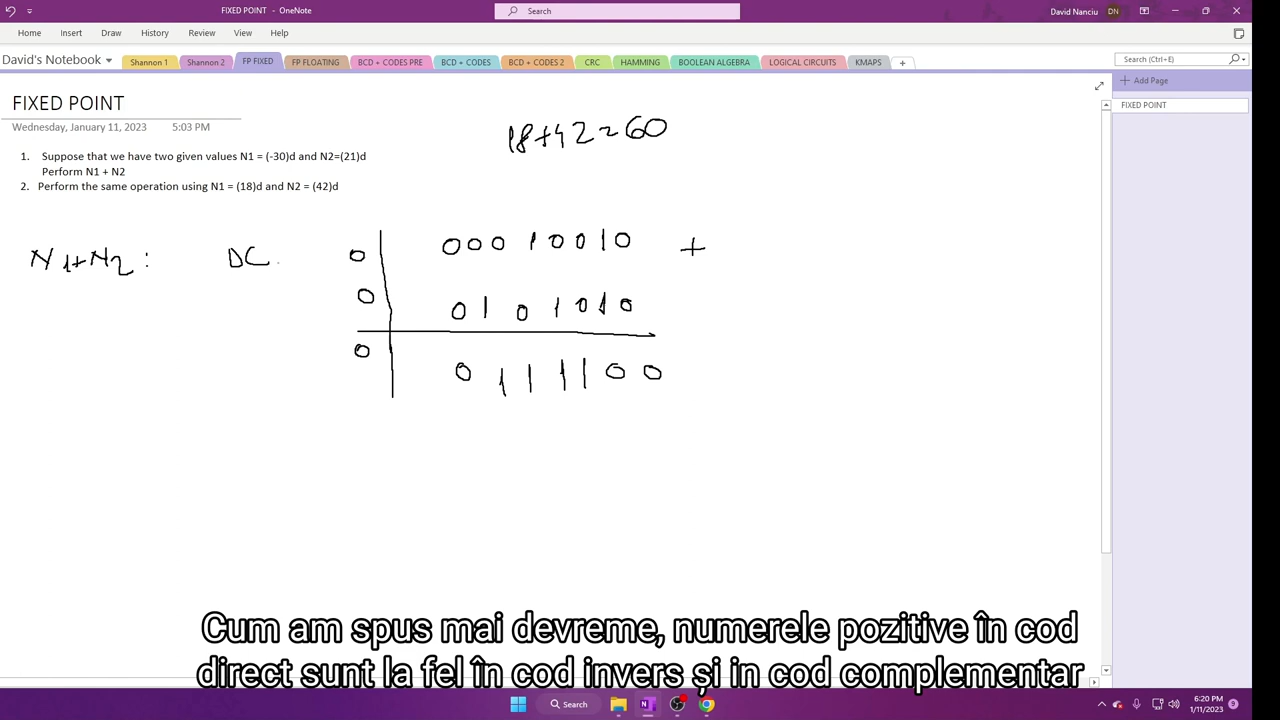 FIXED POINT - OneNote
Search
David Nanciu DN
Home Insert Draw History Review View Help
David's Notebook Shannon 1 Shannon 2 FP FIXED FP FLOATING BCD + CODES PRE BCD + CODES BCD + CODES 2 CRC HAMMING BOOLEAN ALGEBRA LOGICAL CIRCUITS KMAPS
Search (Ctrl+E)
Add Page
FIXED POINT
FIXED POINT
Wednesday, January 11, 2023 5:03 PM
18+42=60
1. Suppose that we have two given values N1 = (-30)d and N2=(21)d
Perform N1 + N2
2. Perform the same operation using N1 = (18)d and N2 = (42)d
N1+N2: DC 0 00010010 +
0 0101010
0 0111100
Cum am spus mai devreme, numerele pozitive în cod
direct sunt la fel în cod invers și in cod complementar
Search
6:20 PM
1/11/2023